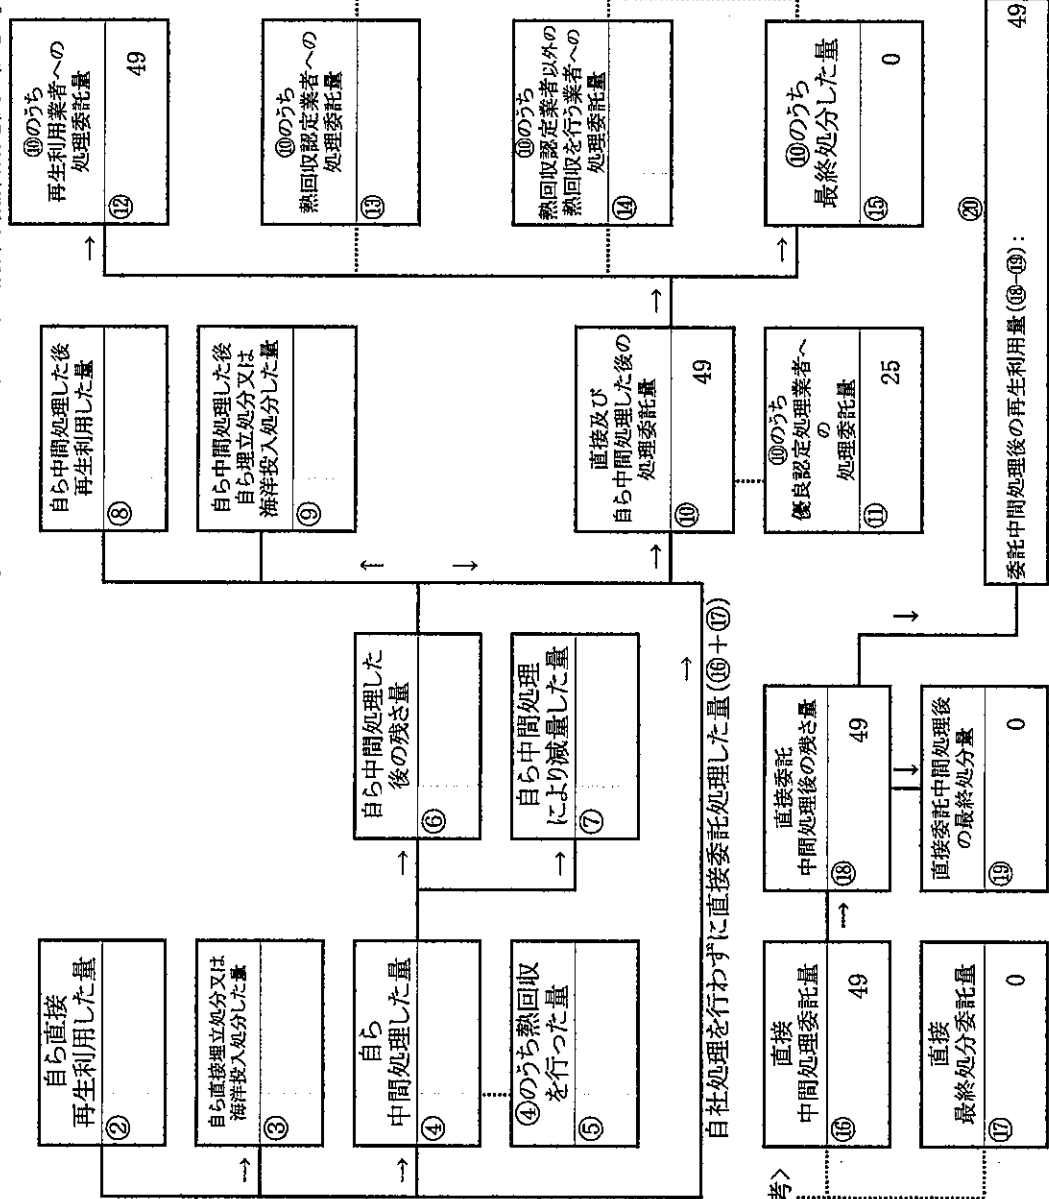 自ら直接
再生利用した量
②
自ら直接埋立処分又は
海洋投入処分した量
③
自ら
中間処理した量
④
④のうち熱回収
を行った量
⑤
自ら中間処理した
後の残さ量
⑥
自ら中間処理
により減量した量
⑦
自ら中間処理した後
再生利用した量
⑧
自ら中間処理した後
自ら埋立処分又は
海洋投入処分した量
⑨
直接及び
自ら中間処理した後の
処理委託量
⑩ 49
⑩のうち
優良認定処理業者へ
の
処理委託量
⑪ 25
⑩のうち
再生利用業者への
処理委託量
⑫ 49
⑩のうち
熱回収認定業者への
処理委託量
⑬
⑩のうち
熱回収認定業者以外の
熱回収を行う業者への
処理委託量
⑭
⑩のうち
最終処分した量
⑮ 0
自社処理を行わずに直接委託処理した量(⑯+⑰)
考>
直接
中間処理委託量
⑯ 49
直接
最終処分委託量
⑰ 0
直接委託
中間処理後の残さ量
⑱ 49
直接委託中間処理後
の最終処分量
⑲ 0
⑳
委託中間処理後の再生利用量(⑱-⑲): 49